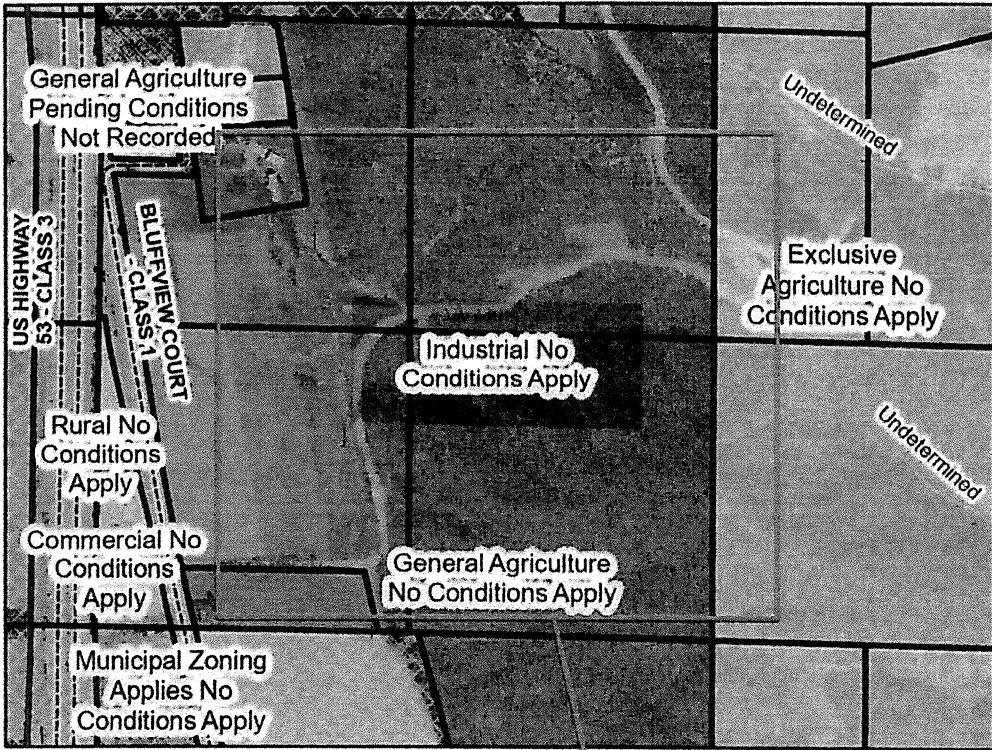 General Agriculture
Pending Conditions
Not Recorded
Undetermined
US HIGHWAY
53 - CLASS 3
BLUFFVIEW COURT
- CLASS 1
Exclusive
Agriculture No
Conditions Apply
Industrial No
Conditions Apply
Rural No
Conditions
Apply
Undetermined
Commercial No
Conditions
Apply
General Agriculture
No Conditions Apply
Municipal Zoning
Applies No
Conditions Apply